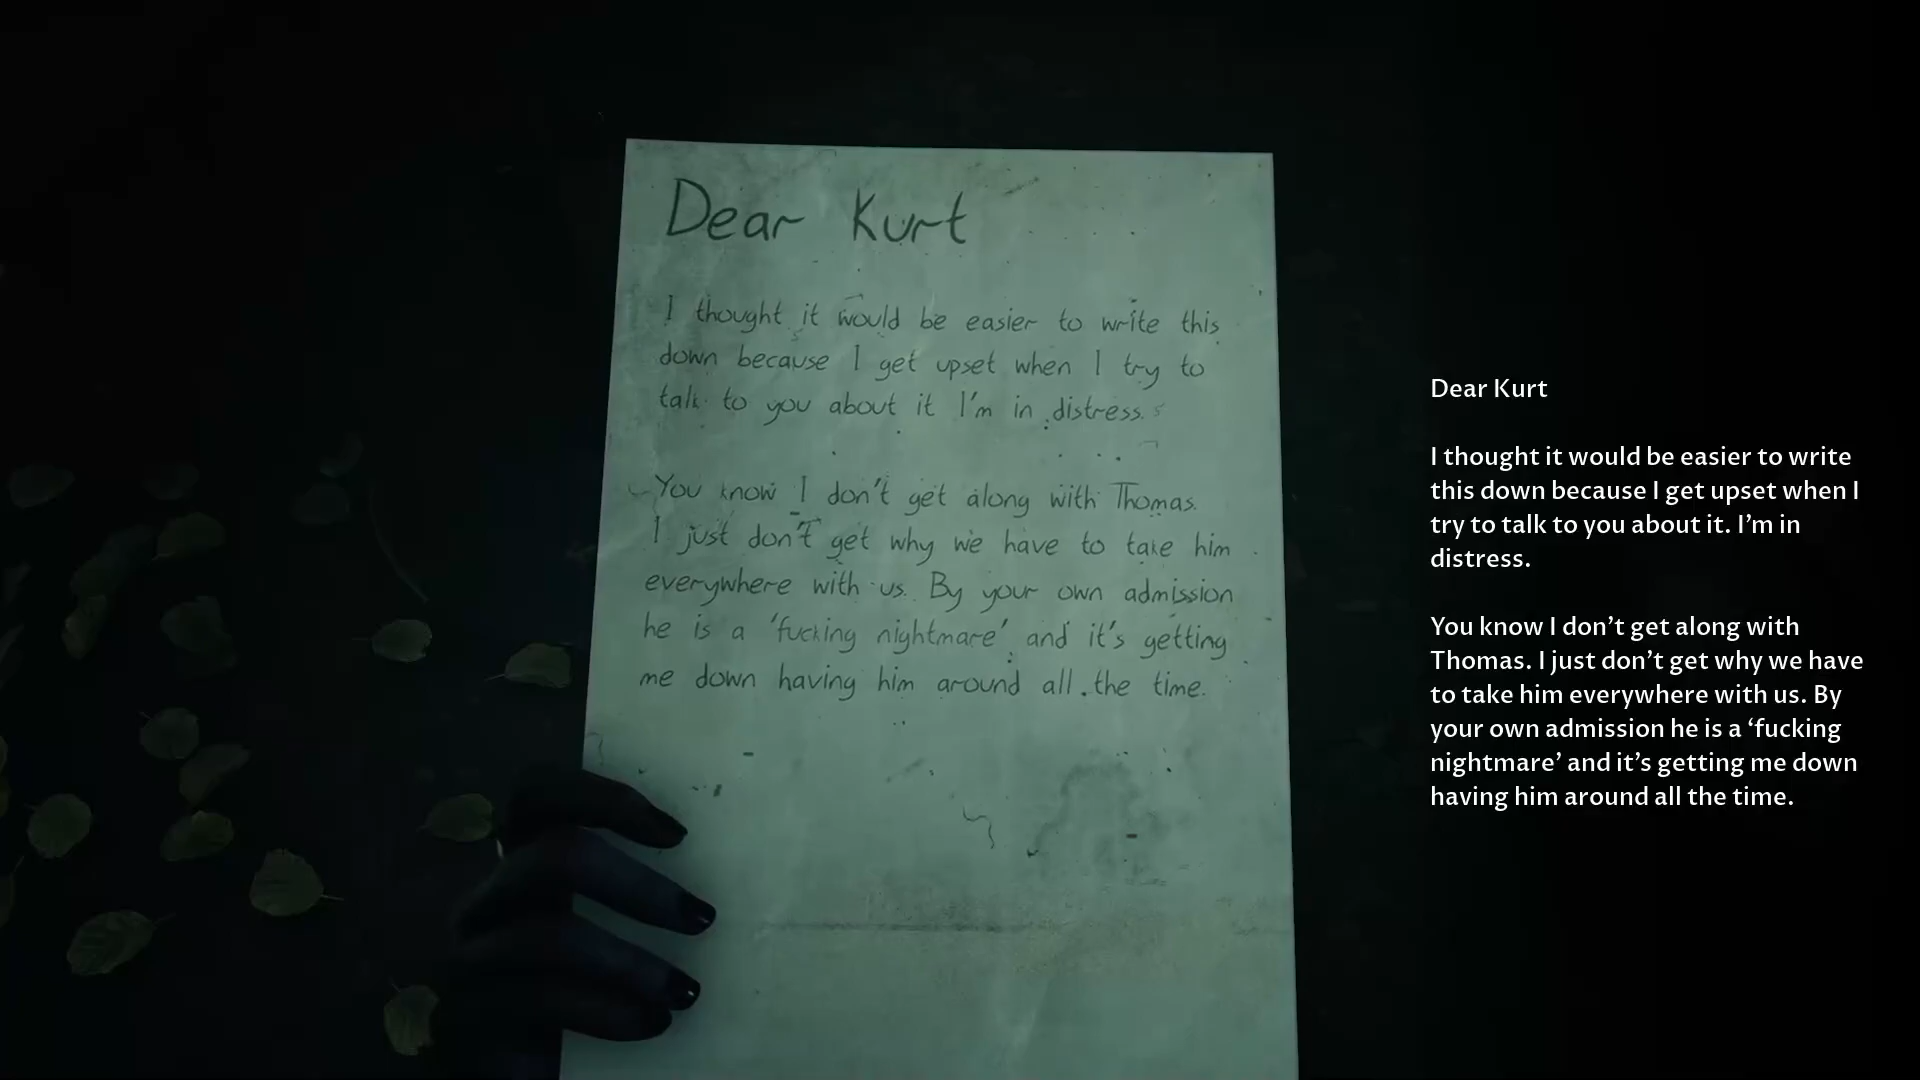 Dear Kurt
I thought it would be easier to write this
down because I get upset when I try to
talk to you about it I'm in distress.
You know I don't get along with Thomas.
I just don't get why we have to take him
everywhere with us. By your own admission
he is a 'fucking nightmare' and it's getting
me down having him around all the time.
Dear Kurt
I thought it would be easier to write
this down because I get upset when I
try to talk to you about it. I’m in
distress.
You know I don’t get along with
Thomas. I just don’t get why we have
to take him everywhere with us. By
your own admission he is a ‘fucking
nightmare’ and it’s getting me down
having him around all the time.